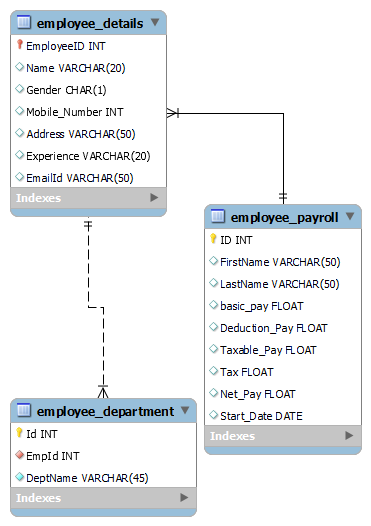 employee_details
EmployeeID INT
Name VARCHAR(20)
Gender CHAR(1)
Mobile_Number INT
Address VARCHAR(50)
Experience VARCHAR(20)
EmailId VARCHAR(50)
Indexes
employee_payroll
ID INT
FirstName VARCHAR(50)
LastName VARCHAR(50)
basic_pay FLOAT
Deduction_Pay FLOAT
Taxable_Pay FLOAT
Tax FLOAT
Net_Pay FLOAT
Start_Date DATE
Indexes
employee_department
Id INT
EmpId INT
DeptName VARCHAR(45)
Indexes